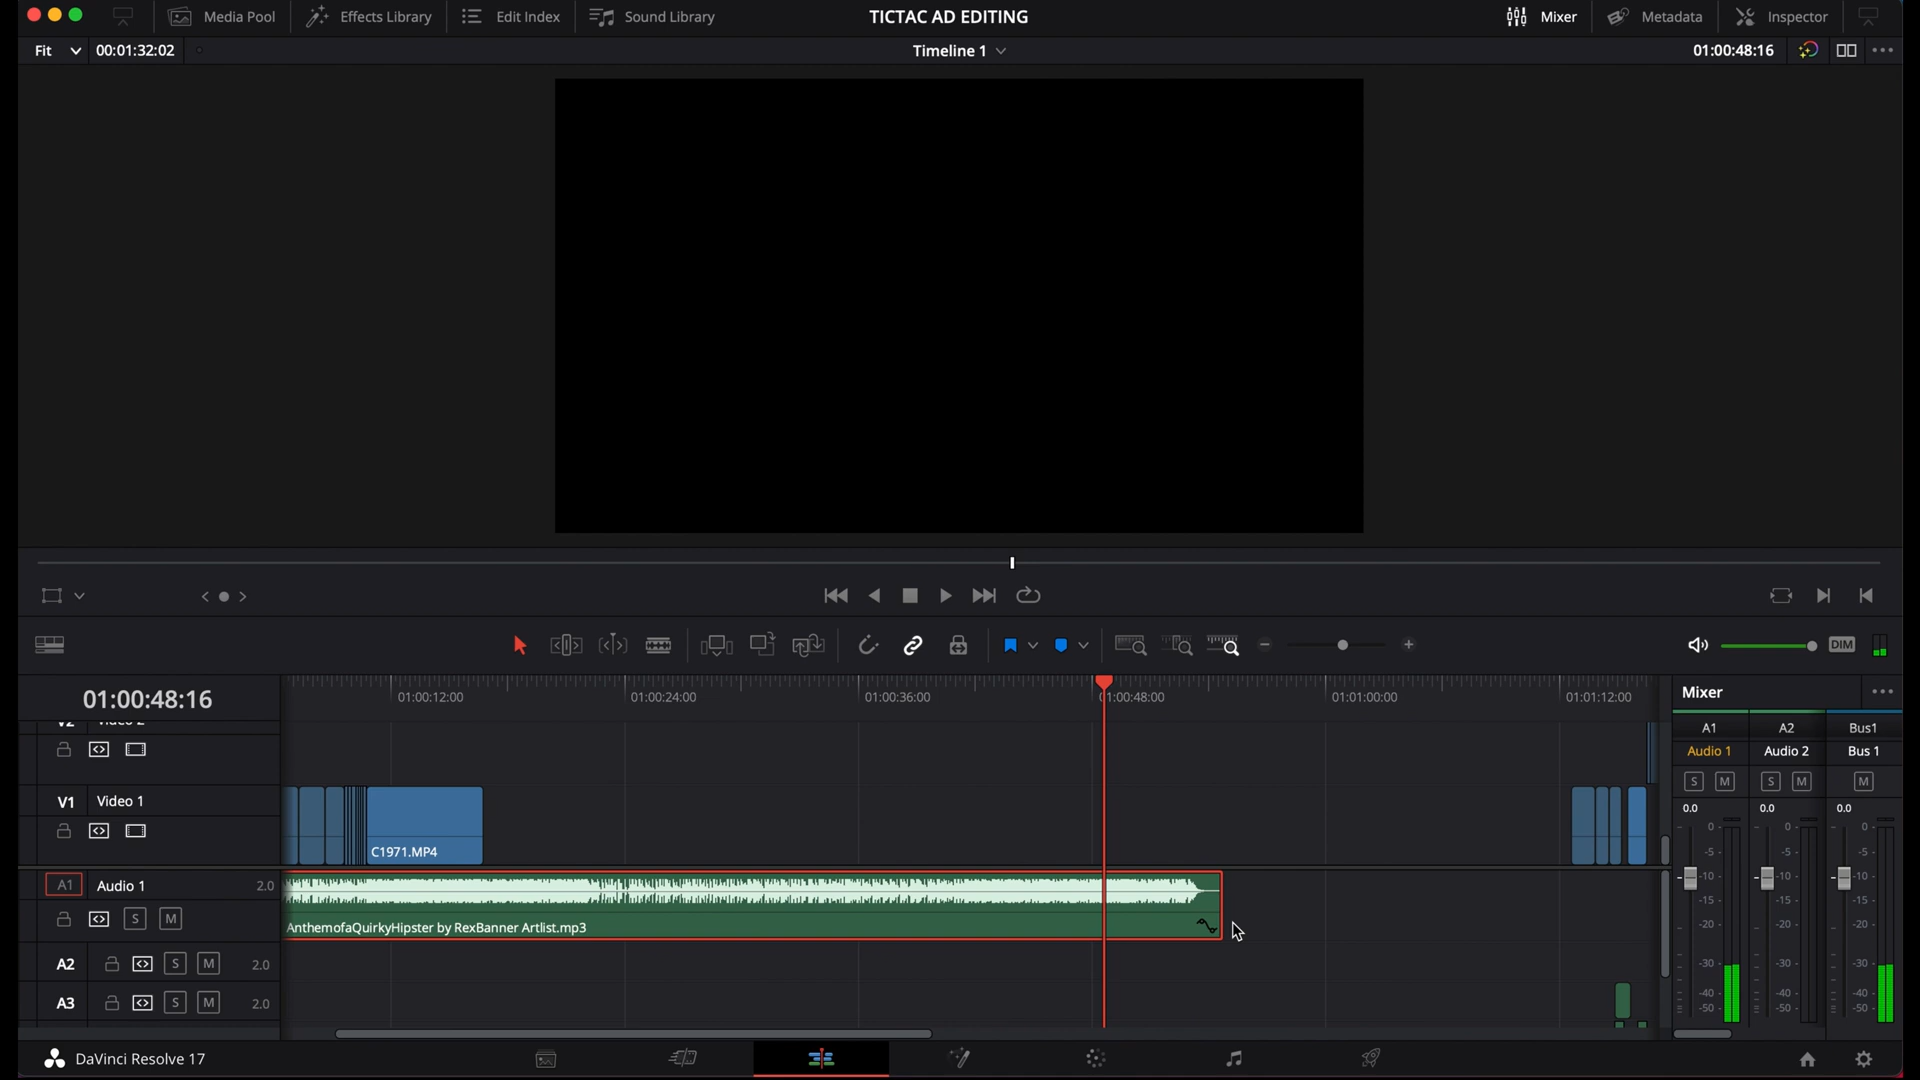 Media Pool Effects Library Edit Index Sound Library TICTAC AD EDITING Mixer Metadata Inspector
Fit 00:01:32:02 Timeline 1 01:00:48:16
DIM
01:00:48:16 01:00:12:00 01:00:24:00 01:00:36:00 01:00:48:00 01:01:00:00 01:01:12:00 Mixer
V2 Video 2
A1 A2 Bus1
Audio 1 Audio 2 Bus 1
S M S M M
0.0 0.0 0.0
V1 Video 1
C1971.MP4
0 -5 -10 -15 -20 -30 -40 -50
0 -5 -10 -15 -20 -30 -40 -50
0 -5 -10 -15 -20 -30 -40 -50
A1 Audio 1 2.0
S M
AnthemofaQuirkyHipster by RexBanner Artlist.mp3
A2 S M 2.0
A3 S M 2.0
DaVinci Resolve 17